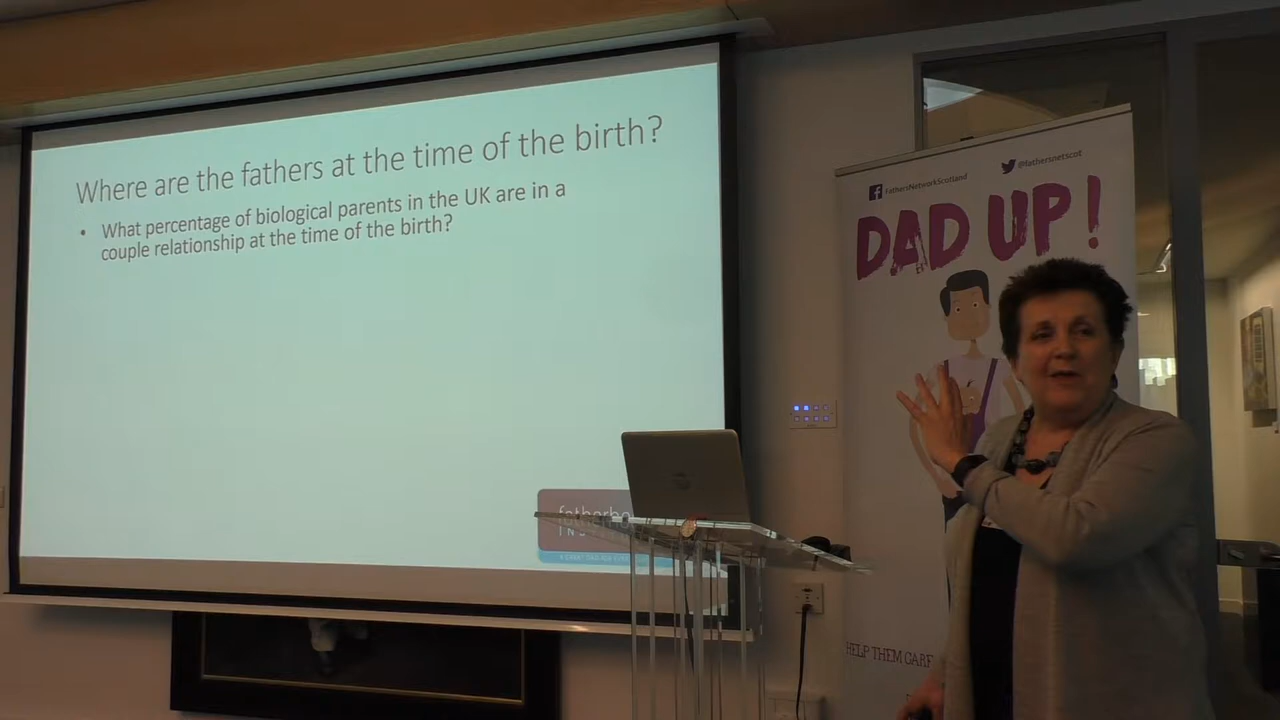 Where are the fathers at the time of the birth?
• What percentage of biological parents in the UK are in a
couple relationship at the time of the birth?
FathersNetworkScotland
@fathersnetscot
DAD UP!
HELP THEM